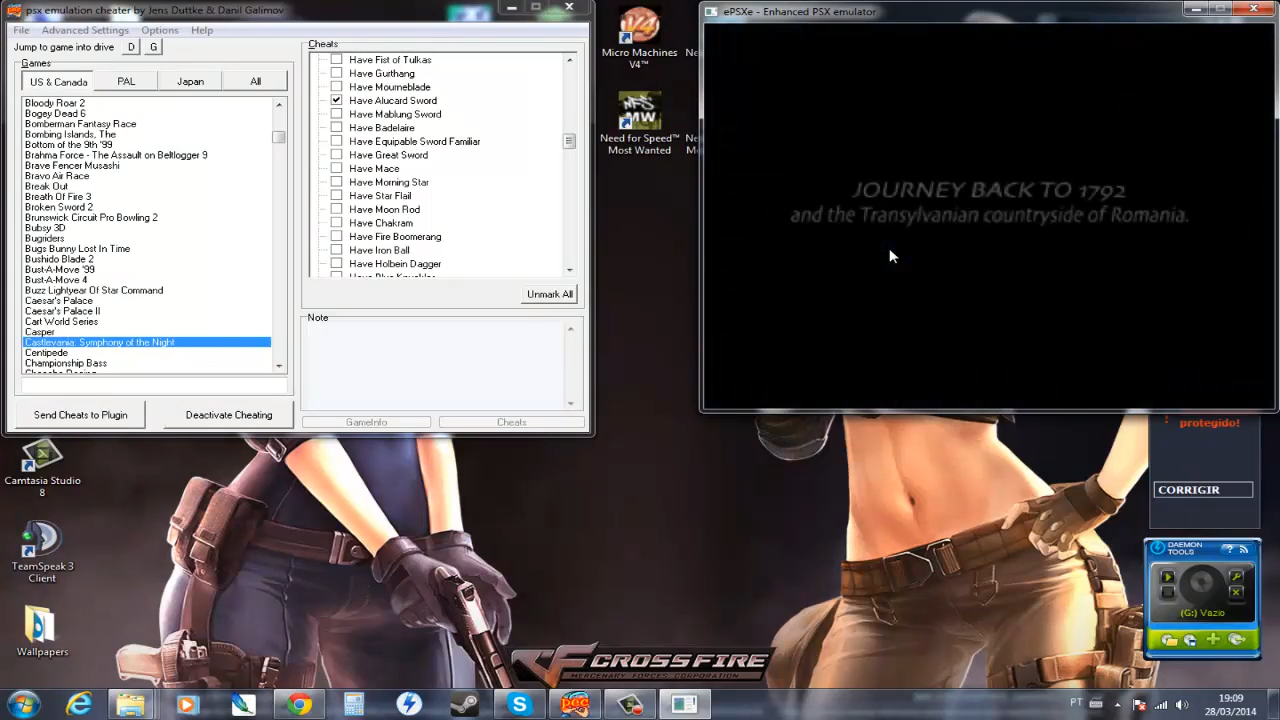 psx emulation cheater by Jens Duttke & Danil Galimov
File Advanced Settings Options Help
Jump to game into drive D G
Games
US & Canada PAL Japan All
Bloody Roar 2
Bogey Dead 6
Bomberman Fantasy Race
Bombing Islands, The
Bottom of the 9th '99
Brahma Force - The Assault on Beltlogger 9
Brave Fencer Musashi
Bravo Air Race
Break Out
Breath Of Fire 3
Broken Sword 2
Brunswick Circuit Pro Bowling 2
Bubsy 3D
Bugriders
Bugs Bunny Lost In Time
Bushido Blade 2
Bust-A-Move '99
Bust-A-Move 4
Buzz Lightyear Of Star Command
Caesar's Palace
Caesar's Palace II
Cart World Series
Casper
Castlevania: Symphony of the Night
Centipede
Championship Bass
Send Cheats to Plugin Deactivate Cheating
Cheats
Have Fist of Tulkas
Have Gurthang
Have Mourneblade
Have Alucard Sword
Have Mablung Sword
Have Badelaire
Have Equipable Sword Familiar
Have Great Sword
Have Mace
Have Morning Star
Have Star Flail
Have Moon Rod
Have Chakram
Have Fire Boomerang
Have Iron Ball
Have Holbein Dagger
Unmark All
Note
GameInfo Cheats
Micro Machines
V4™
MW
Need for Speed™
Most Wanted
ePSXe - Enhanced PSX emulator
JOURNEY BACK TO 1792
and the Transylvanian countryside of Romania.
! protegido!
CORRIGIR
DAEMON
TOOLS
(G:) Vazio
Camtasia Studio
8
TeamSpeak 3
Client
Wallpapers
CROSSFIRE
MERCENARY FORCES CORPORATION
pec
PT
19:09
28/03/2014